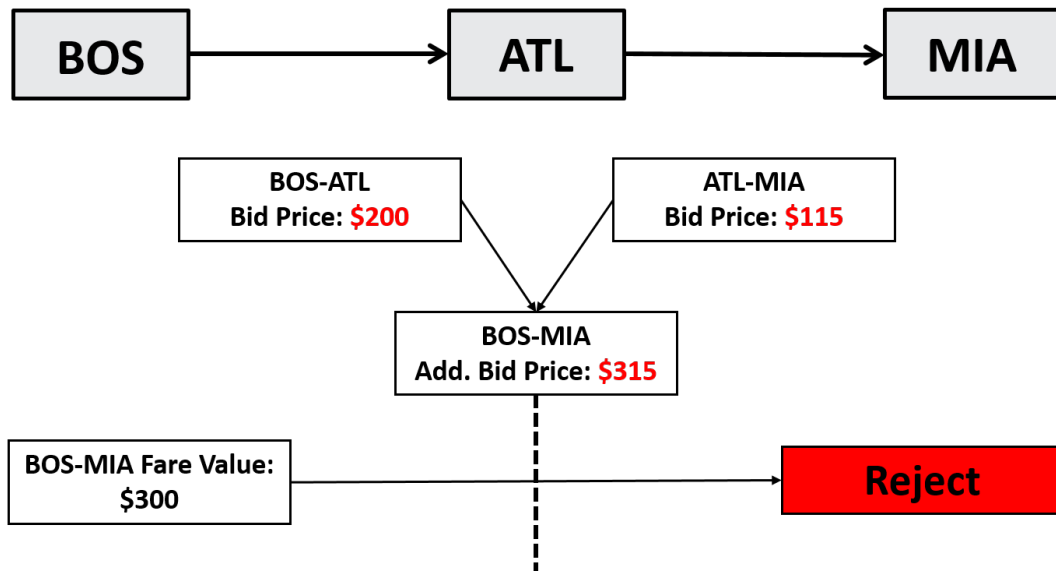 BOS
ATL
MIA
BOS-ATL
Bid Price: $200
ATL-MIA
Bid Price: $115
BOS-MIA
Add. Bid Price: $315
BOS-MIA Fare Value:
$300
Reject